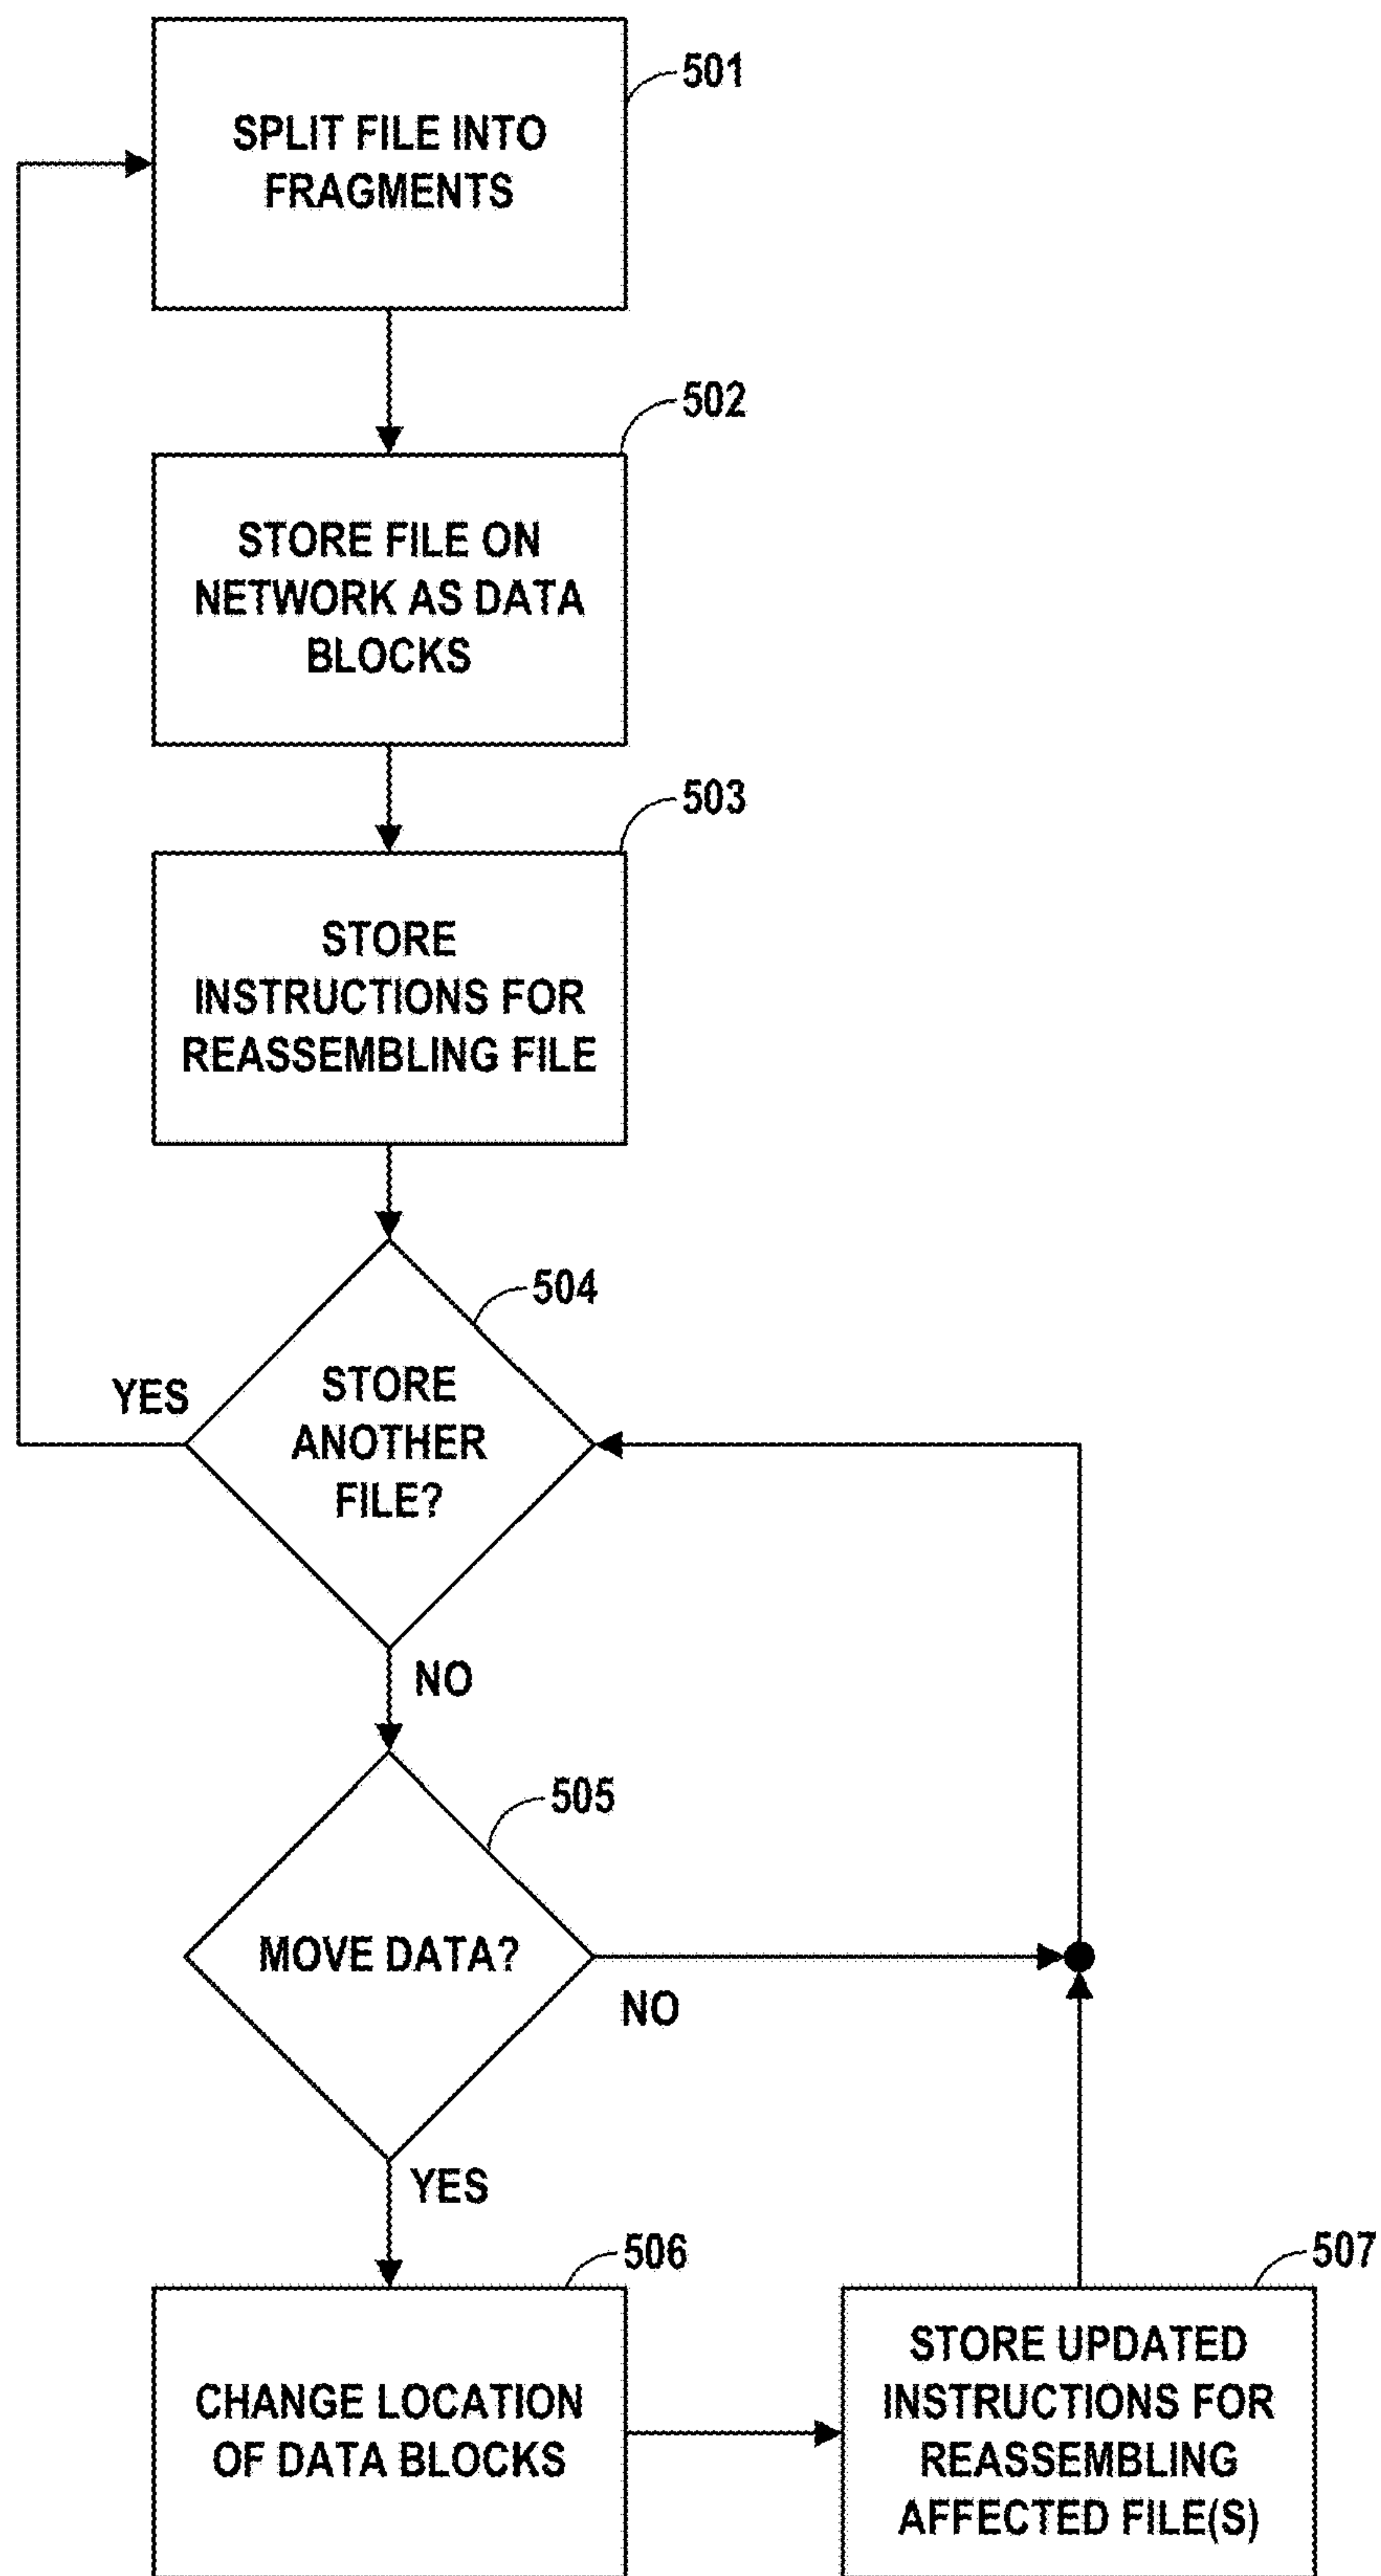 501
SPLIT FILE INTO
FRAGMENTS
502
STORE FILE ON
NETWORK AS DATA
BLOCKS
503
STORE
INSTRUCTIONS FOR
REASSEMBLING FILE
504
STORE
ANOTHER
FILE?
YES
NO
505
MOVE DATA?
NO
YES
506
CHANGE LOCATION
OF DATA BLOCKS
507
STORE UPDATED
INSTRUCTIONS FOR
REASSEMBLING
AFFECTED FILE(S)